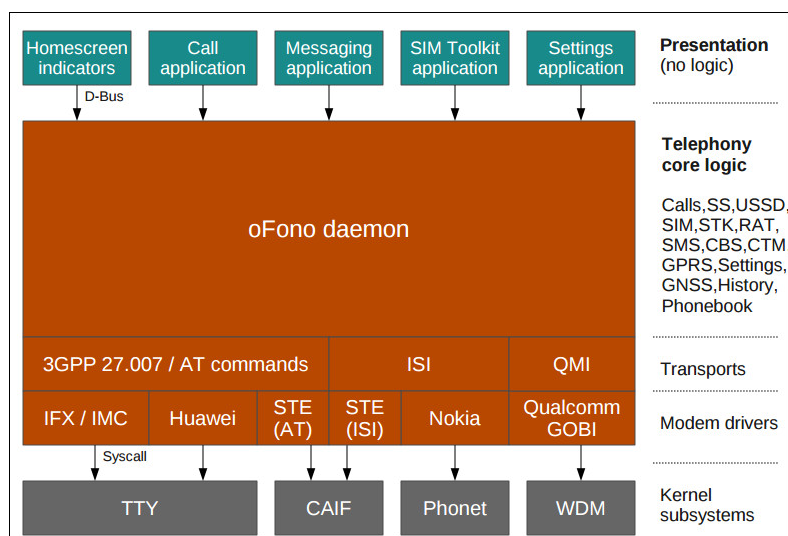 Homescreen
indicators
Call
application
Messaging
application
SIM Toolkit
application
Settings
application
Presentation
(no logic)
D-Bus
oFono daemon
Telephony
core logic
Calls,SS,USSD,
SIM,STK,RAT,
SMS,CBS,CTM
GPRS,Settings,
GNSS,History,
Phonebook
3GPP 27.007 / AT commands
ISI
QMI
Transports
IFX / IMC
Huawei
STE
(AT)
STE
(ISI)
Nokia
Qualcomm
GOBI
Modem drivers
Syscall
TTY
CAIF
Phonet
WDM
Kernel
subsystems